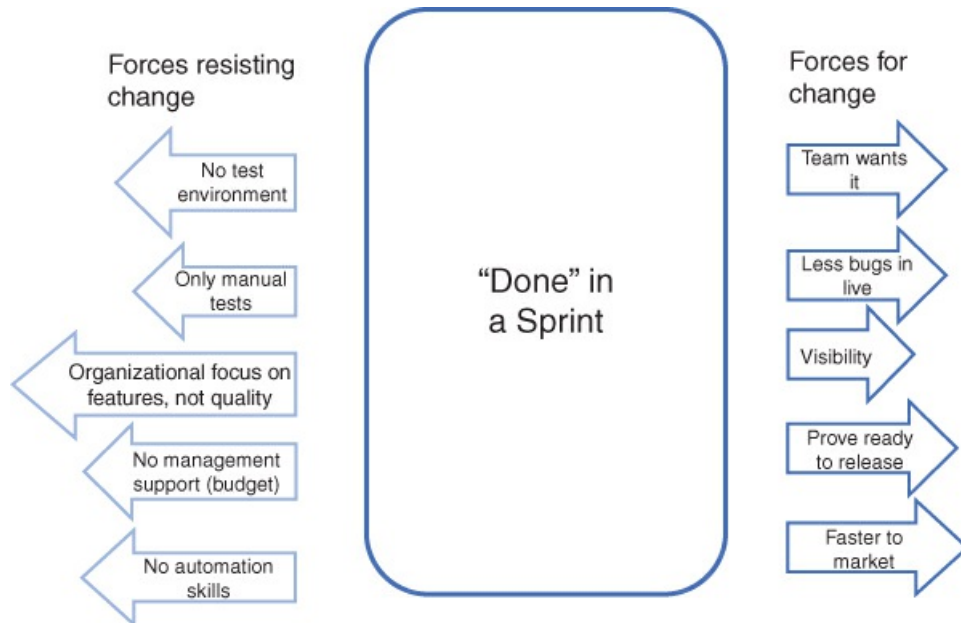 Forces resisting
change
No test
environment
Only manual
tests
Organizational focus on
features, not quality
No management
support (budget)
No automation
skills
“Done” in
a Sprint
Forces for
change
Team wants
it
Less bugs in
live
Visibility
Prove ready
to release
Faster to
market